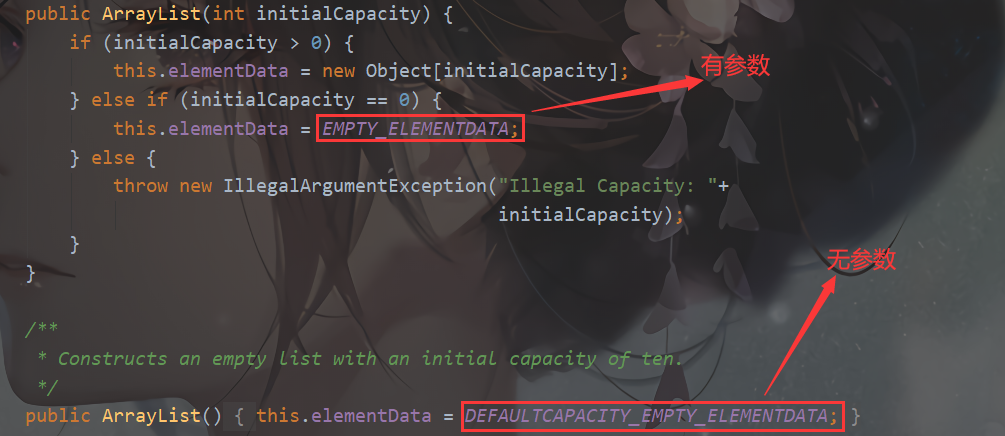 public ArrayList(int initialCapacity) {
if (initialCapacity > 0) {
this.elementData = new Object[initialCapacity];
有参数
} else if (initialCapacity == 0) {
this.elementData = EMPTY_ELEMENTDATA;
} else {
throw new IllegalArgumentException("Illegal Capacity: "+
initialCapacity);
}
无参数
}
/**
* Constructs an empty list with an initial capacity of ten.
*/
public ArrayList() { this.elementData = DEFAULTCAPACITY_EMPTY_ELEMENTDATA; }